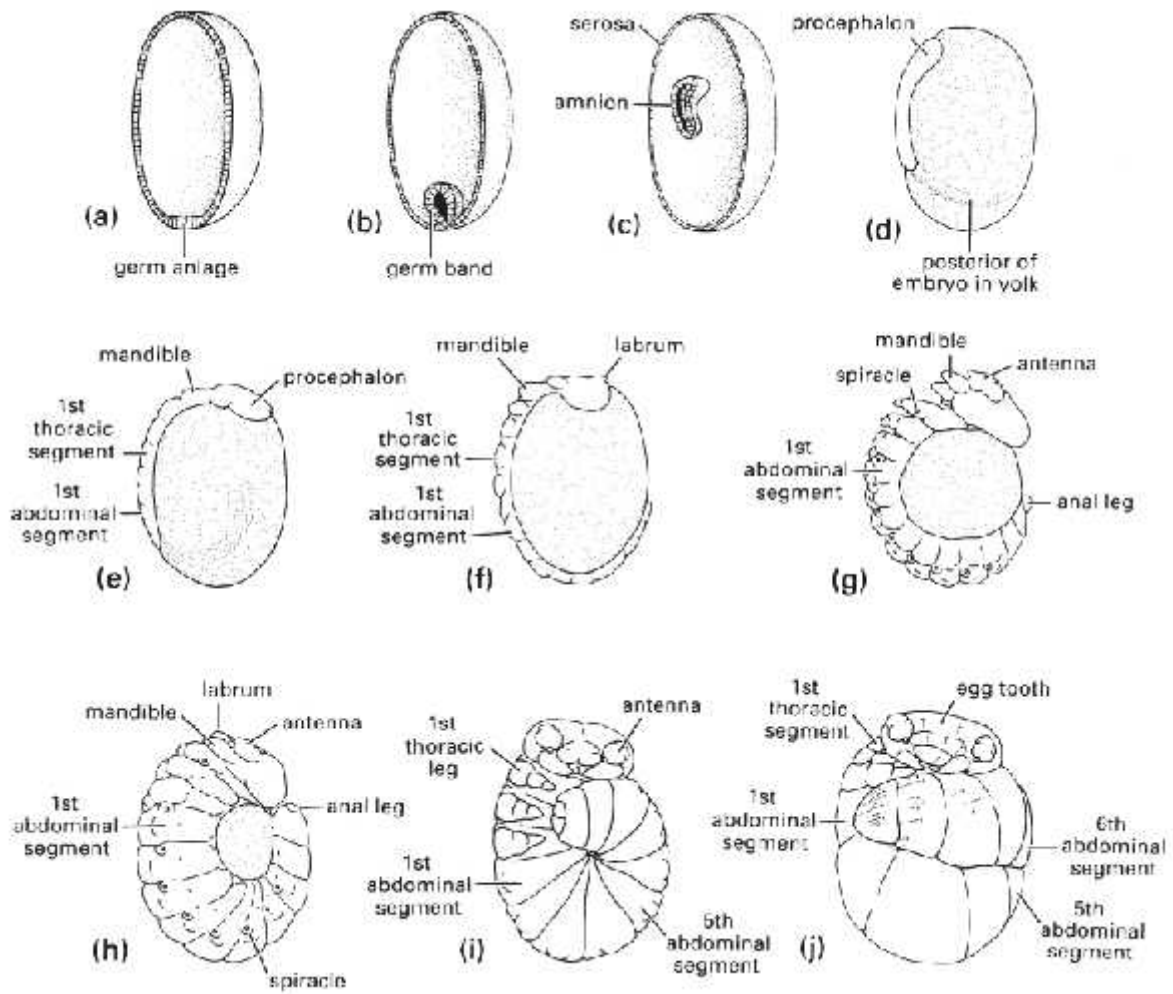 serosa
procephalon
amnion
(a)
(b)
(c)
(d)
germ anlage
germ band
posterior of
embryo in yolk
mandible
procephalon
1st
thoracic
segment
1st
abdominal
segment
(e)
mandible
labrum
1st
thoracic
segment
1st
abdominal
segment
(f)
mandible
antenna
spiracle
1st
abdominal
segment
anal leg
(g)
labrum
mandible
antenna
1st
abdominal
segment
anal leg
(h)
spiracle
antenna
1st
thoracic
leg
1st
abdominal
segment
5th
abdominal
segment
(i)
1st
thoracic
segment
egg tooth
1st
abdominal
segment
6th
abdominal
segment
5th
abdominal
segment
(j)